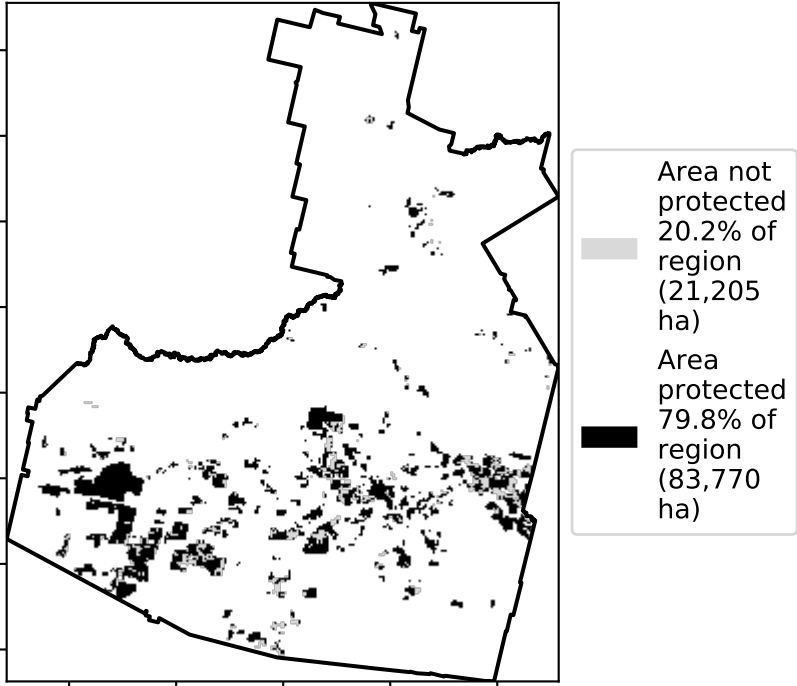 Area not
protected
20.2% of
region
(21,205
ha)
Area
protected
79.8% of
region
(83,770
ha)